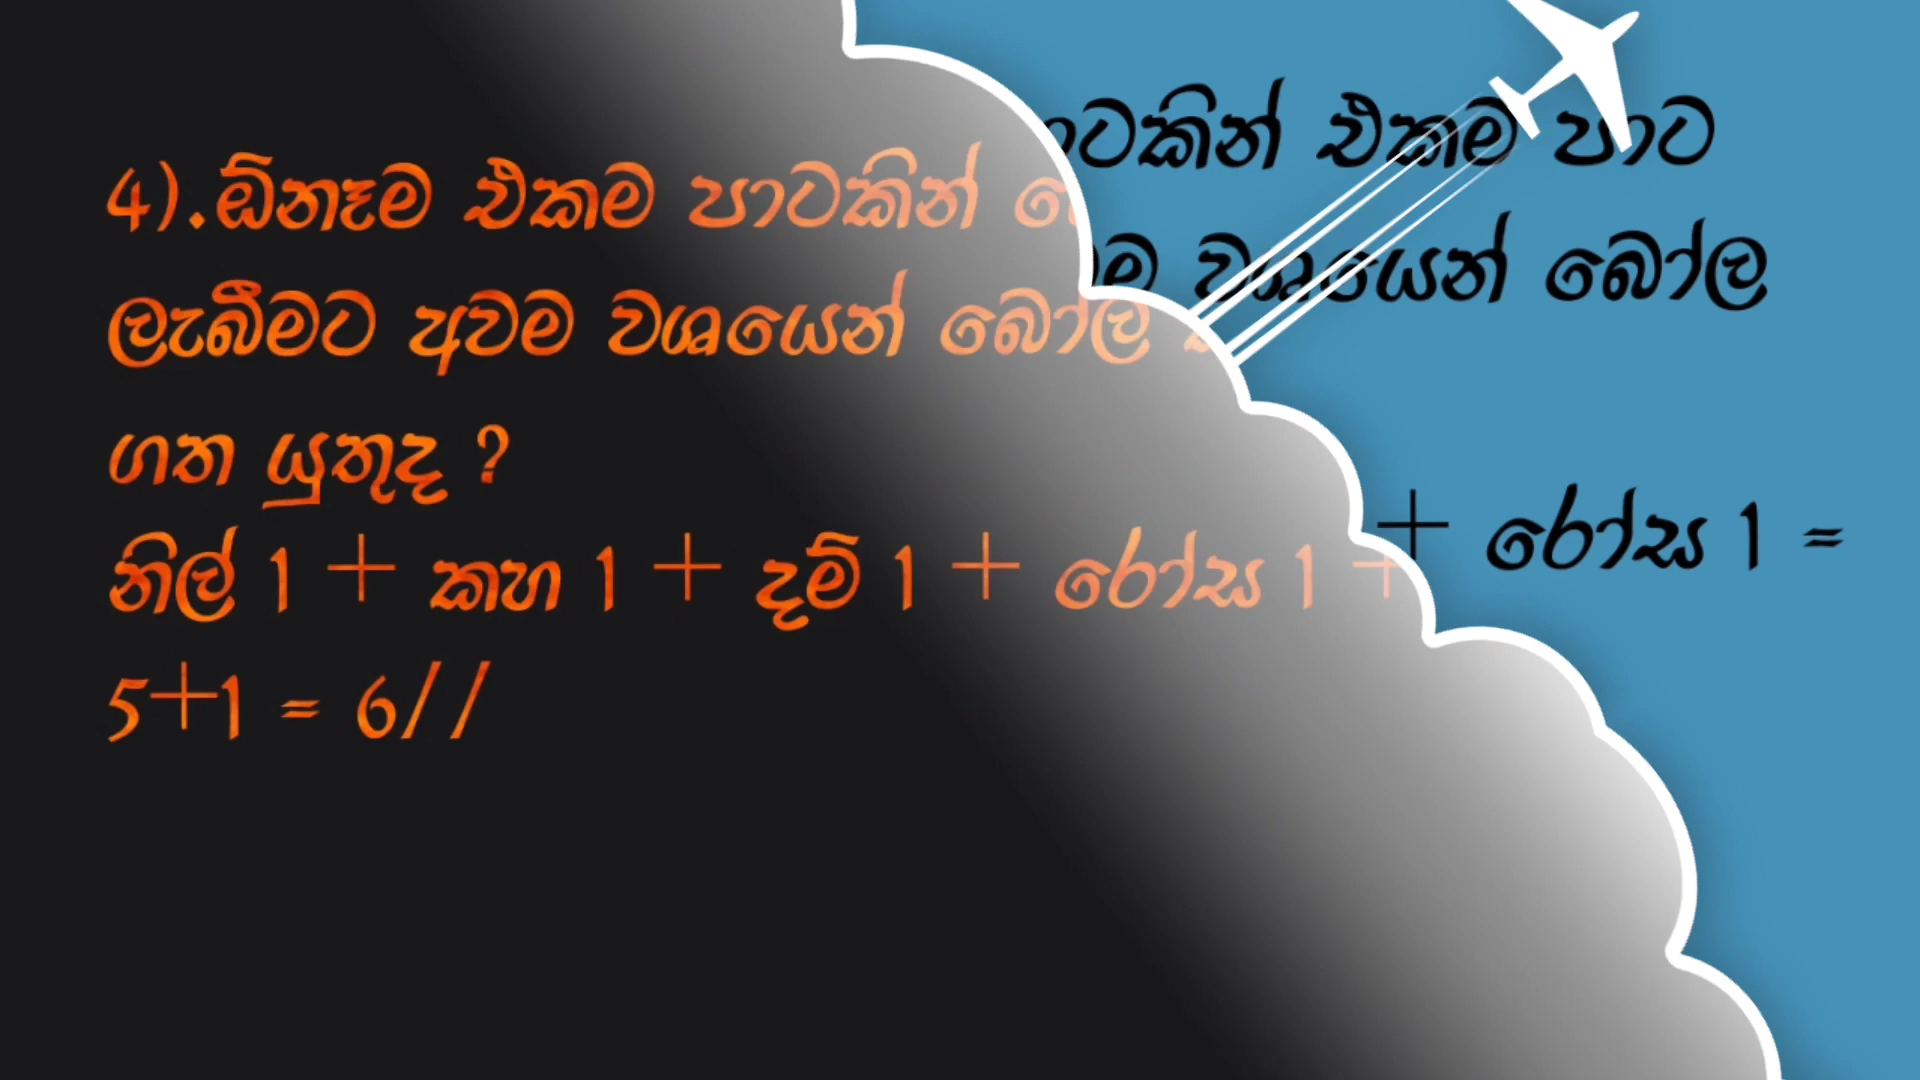 4).ඕනෑම එකම පාටකින්
ලැබීමට අවම වශයෙන් බෝල
ගත යුතුද ?
නිල් 1 + කහ 1 + දම් 1 + රෝස 1 +
5+1 = 6//
එකම පාට
වශයෙන් බෝල
+ රෝස 1 =